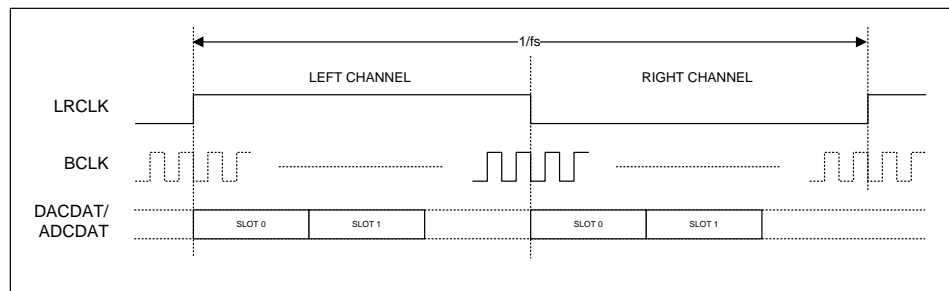 1/fs
LEFT CHANNEL RIGHT CHANNEL
LRCLK
BCLK
DACDAT/
ADCDAT
SLOT 0 SLOT 1 SLOT 0 SLOT 1